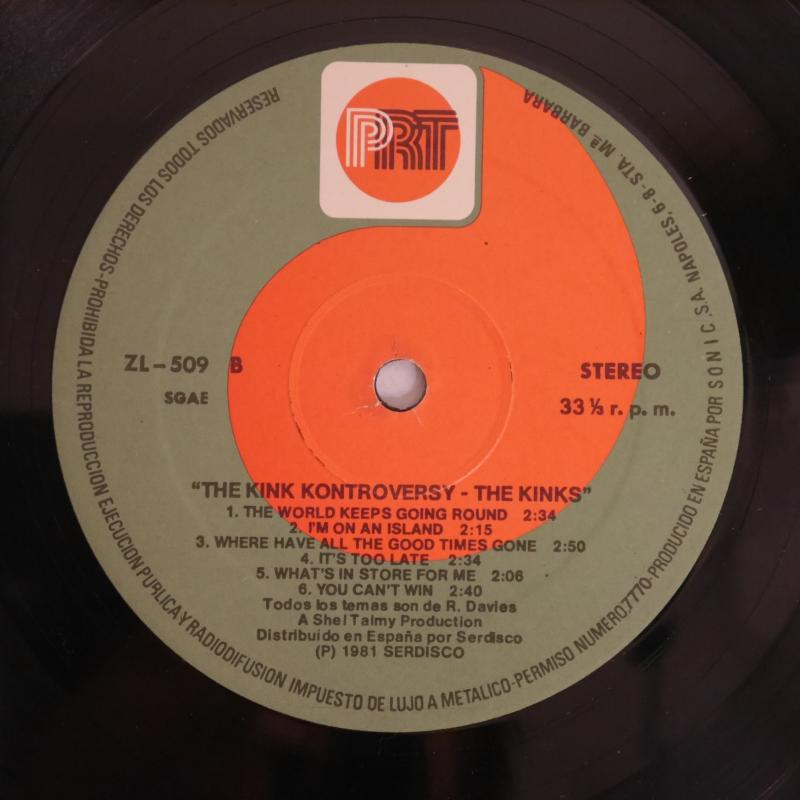 PRT
ZL-509 B
SGAE
STEREO
33 ⅓ r. p. m.
"THE KINK KONTROVERSY - THE KINKS"
1. THE WORLD KEEPS GOING ROUND 2:34
2. I'M ON AN ISLAND 2:15
3. WHERE HAVE ALL THE GOOD TIMES GONE 2:50
4. IT'S TOO LATE 2:34
5. WHAT'S IN STORE FOR ME 2:06
6. YOU CAN'T WIN 2:40
Todos los temas son de R. Davies
A Shel Talmy Production
Distribuído en España por Serdisco
(P) 1981 SERDISCO
RESERVADOS TODOS LOS DERECHOS-PROHIBIDA LA REPRODUCCION EJECUCION PUBLICA Y RADIODIFUSION IMPUESTO DE LUJO A METALICO-PERMISO NUMERO,7770-PRODUCIDO EN ESPAÑA POR SONIC, S.A. NAPOLES, 6-8-STA. Mª BARBARA